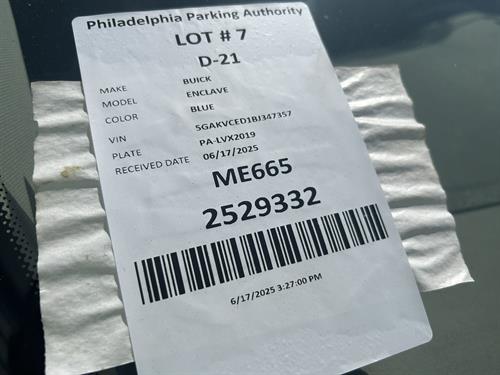 Philadelphia Parking Authority
LOT # 7
D-21
MAKE BUICK
MODEL ENCLAVE
COLOR BLUE
VIN 5GAKVCED1BJ347357
PLATE PA-LVX2019
RECEIVED DATE 06/17/2025
ME665
2529332
6/17/2025 3:27:00 PM